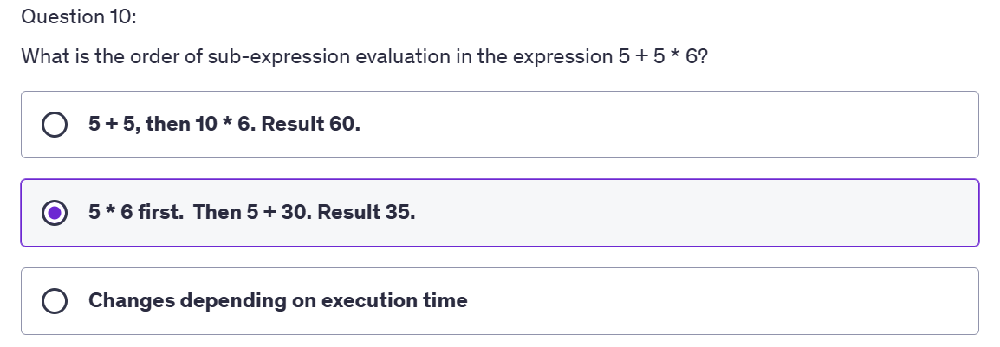 Question 10:
What is the order of sub-expression evaluation in the expression 5 + 5 * 6?
5 + 5, then 10 * 6. Result 60.
5 * 6 first.  Then 5 + 30. Result 35.
Changes depending on execution time